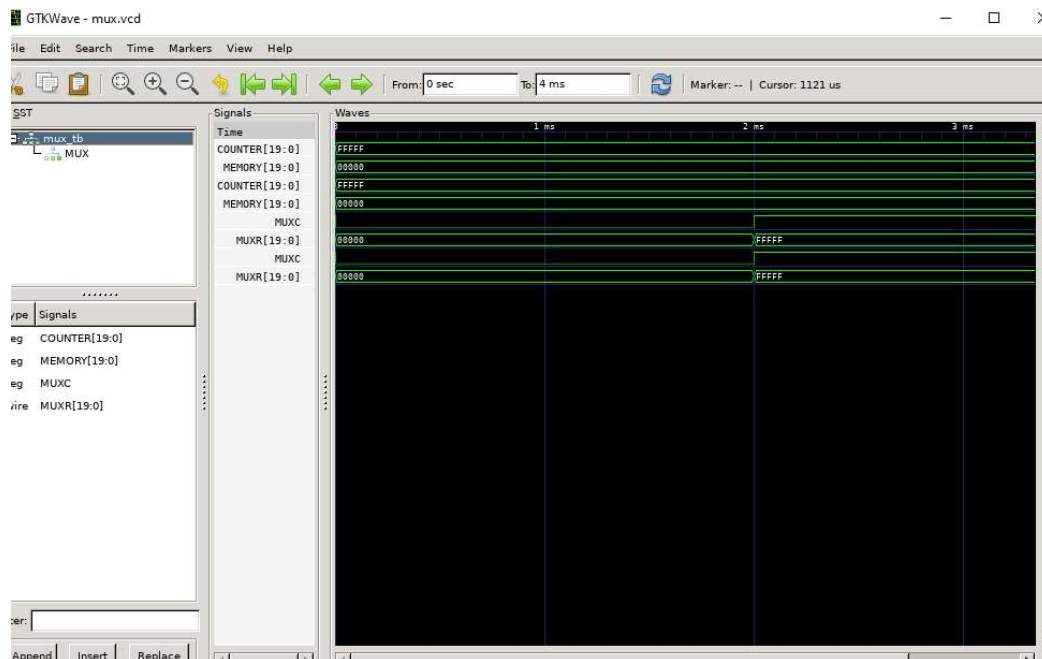 GTKWave - mux.vcd
ile Edit Search Time Markers View Help
From: 0 sec To: 4 ms Marker: -- | Cursor: 1121 us
SST
mux_tb
MUX
ype Signals
eg COUNTER[19:0]
eg MEMORY[19:0]
eg MUXC
ire MUXR[19:0]
ter:
Append Insert Replace
Signals
Time
COUNTER[19:0]
MEMORY[19:0]
COUNTER[19:0]
MEMORY[19:0]
MUXC
MUXR[19:0]
MUXC
MUXR[19:0]
Waves
1 ms 2 ms 3 ms
FFFFF
00000
FFFFF
00000
00000 FFFFF
00000 FFFFF